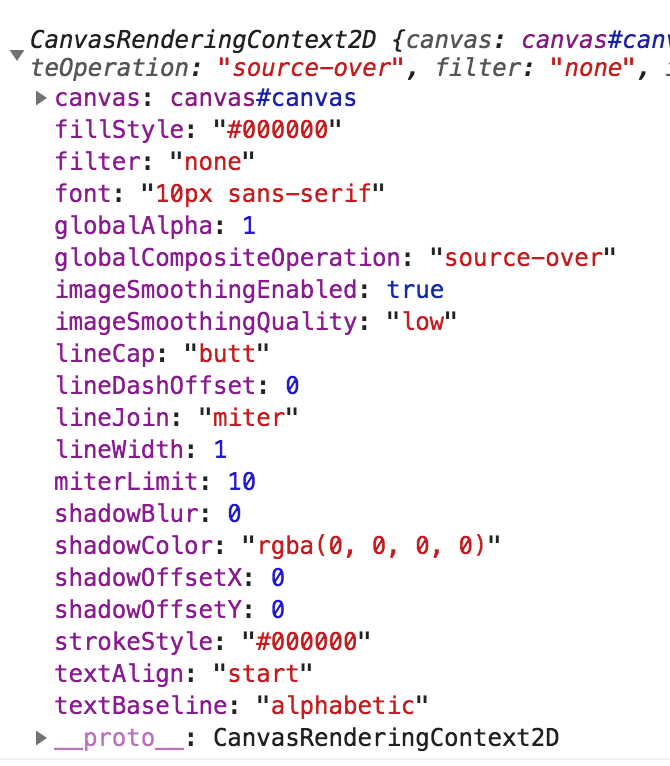 CanvasRenderingContext2D {canvas: canvas#can
teOperation: "source-over", filter: "none",
canvas: canvas#canvas
fillStyle: "#000000"
filter: "none"
font: "10px sans-serif"
globalAlpha: 1
globalCompositeOperation: "source-over"
imageSmoothingEnabled: true
imageSmoothingQuality: "low"
lineCap: "butt"
lineDashOffset: 0
lineJoin: "miter"
lineWidth: 1
miterLimit: 10
shadowBlur: 0
shadowColor: "rgba(0, 0, 0, 0)"
shadowOffsetX: 0
shadowOffsetY: 0
strokeStyle: "#000000"
textAlign: "start"
textBaseline: "alphabetic"
__proto__: CanvasRenderingContext2D